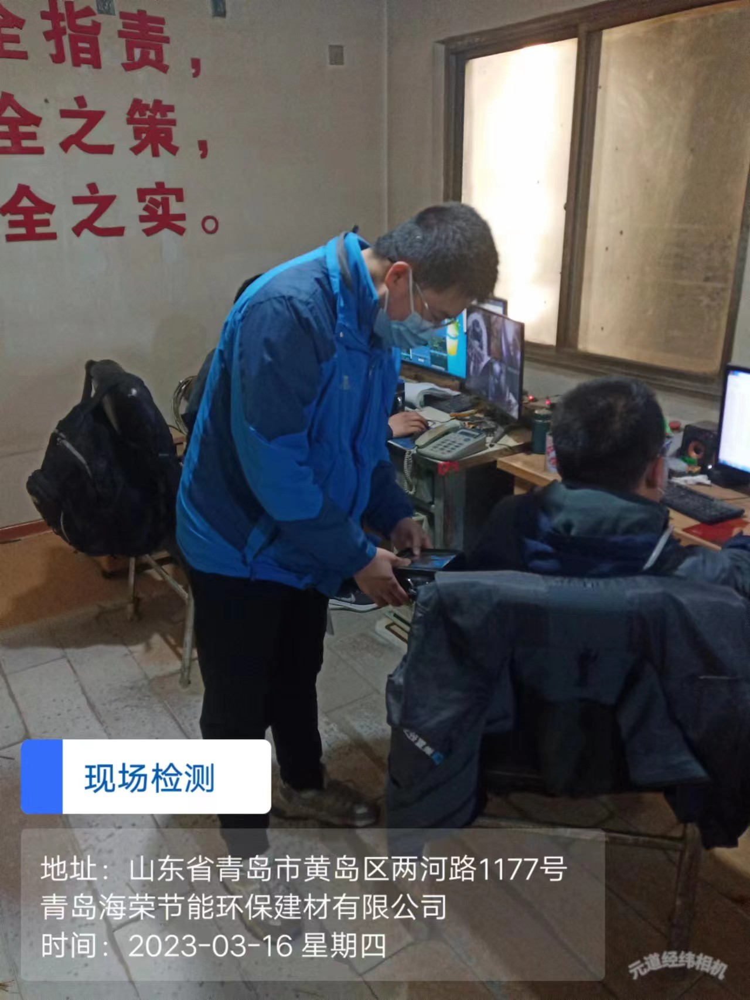 全指责，
全之策，
全之实。
现场检测
地址：山东省青岛市黄岛区两河路1177号
青岛海荣节能环保建材有限公司
时间：2023-03-16 星期四
元道经纬相机